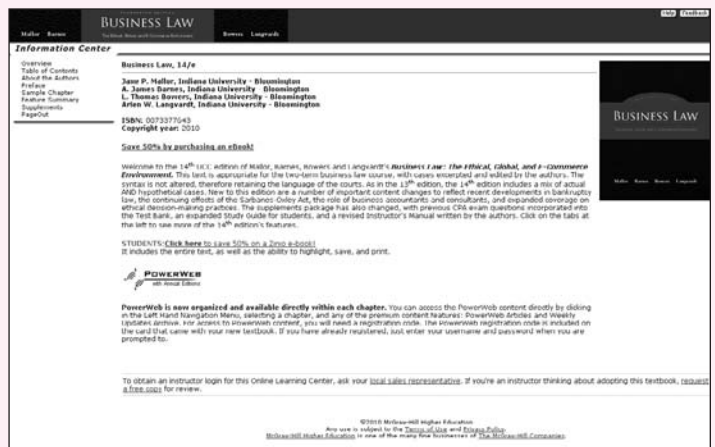 Help Feedback
BUSINESS LAW
Mallor Barnes
Bowers Langvardt
Information Center
Overview
Table of Contents
About the Authors
Preface
Sample Chapter
Feature Summary
Supplements
PageOut
Business Law, 14/e
Jane P. Mallor, Indiana University - Bloomington
A. James Barnes, Indiana University - Bloomington
L. Thomas Bowers, Indiana University - Bloomington
Arlen W. Langvardt, Indiana University - Bloomington
ISBN: 0073377643
Copyright year: 2010
Save 50% by purchasing an eBook!
Welcome to the 14th UCC edition of Mallor, Barnes, Bowers and Langvardt's Business Law: The Ethical, Global, and E-Commerce
Environment. This text is appropriate for the two-term business law course, with cases excerpted and edited by the authors. The
syntax is not altered, therefore retaining the language of the courts. As in the 13th edition, the 14th edition includes a mix of actual
AND hypothetical cases. New to this edition are a number of important content changes to reflect recent developments in bankruptcy
law, the continuing effects of the Sarbanes-Oxley Act, the role of business accountants and consultants, and expanded coverage on
ethical decision-making practices. The supplements package has also changed, with previous CPA exam questions incorporated into
the Test Bank, an expanded Study Guide for students, and a revised Instructor's Manual written by the authors. Click on the tabs at
the left to see more of the 14th edition's features.
STUDENTS: Click here to save 50% on a Zinio e-book!
It includes the entire text, as well as the ability to highlight, save, and print.
POWERWEB
with Annual Editions
PowerWeb is now organized and available directly within each chapter. You can access the PowerWeb content directly by clicking
in the Left Hand Navigation Menu, selecting a chapter, and any of the premium content features: PowerWeb Articles and Weekly
Updates Archive. For access to PowerWeb content, you will need a registration code. The PowerWeb registration code is included on
the card that came with your new textbook. If you have already registered, just enter your username and password when you are
prompted to.
BUSINESS LAW
Mallor Barnes Bowers Langvardt
To obtain an instructor login for this Online Learning Center, ask your local sales representative. If you're an instructor thinking about adopting this textbook, request
a free copy for review.
©2010 McGraw-Hill Higher Education
Any use is subject to the Terms of Use and Privacy Policy.
McGraw-Hill Higher Education is one of the many fine businesses of The McGraw-Hill Companies.